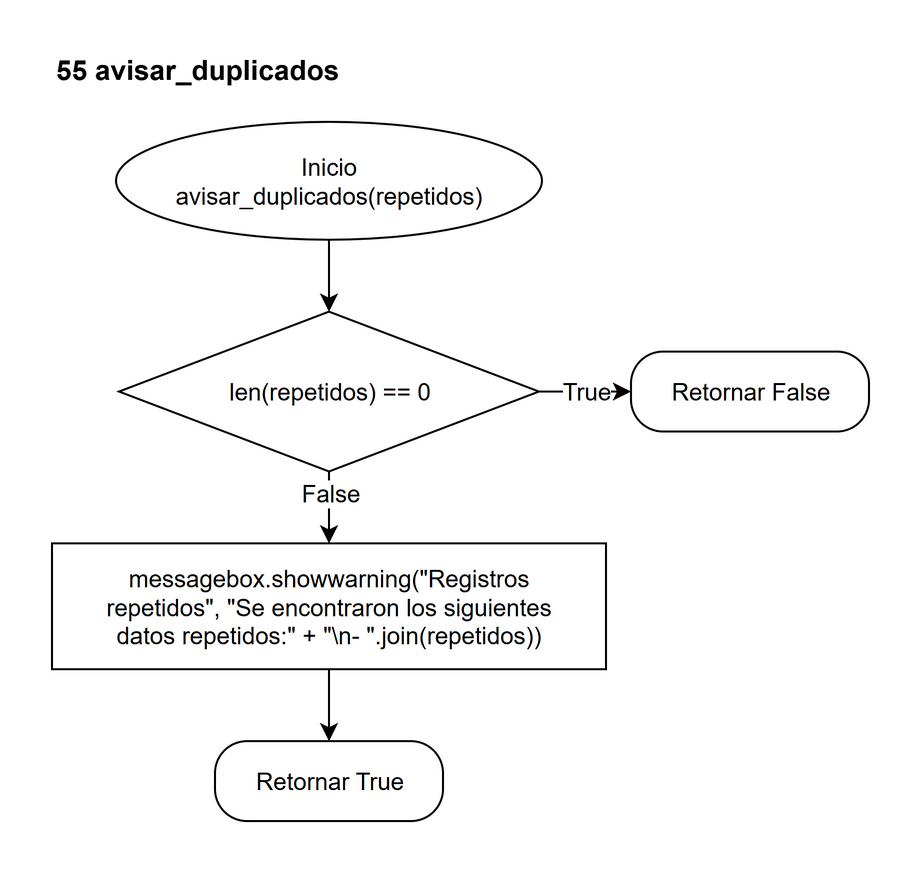 55 avisar_duplicados
Inicio
avisar_duplicados(repetidos)
len(repetidos) == 0
True
Retornar False
False
messagebox.showwarning("Registros
repetidos", "Se encontraron los siguientes
datos repetidos:" + "\n- ".join(repetidos))
Retornar True